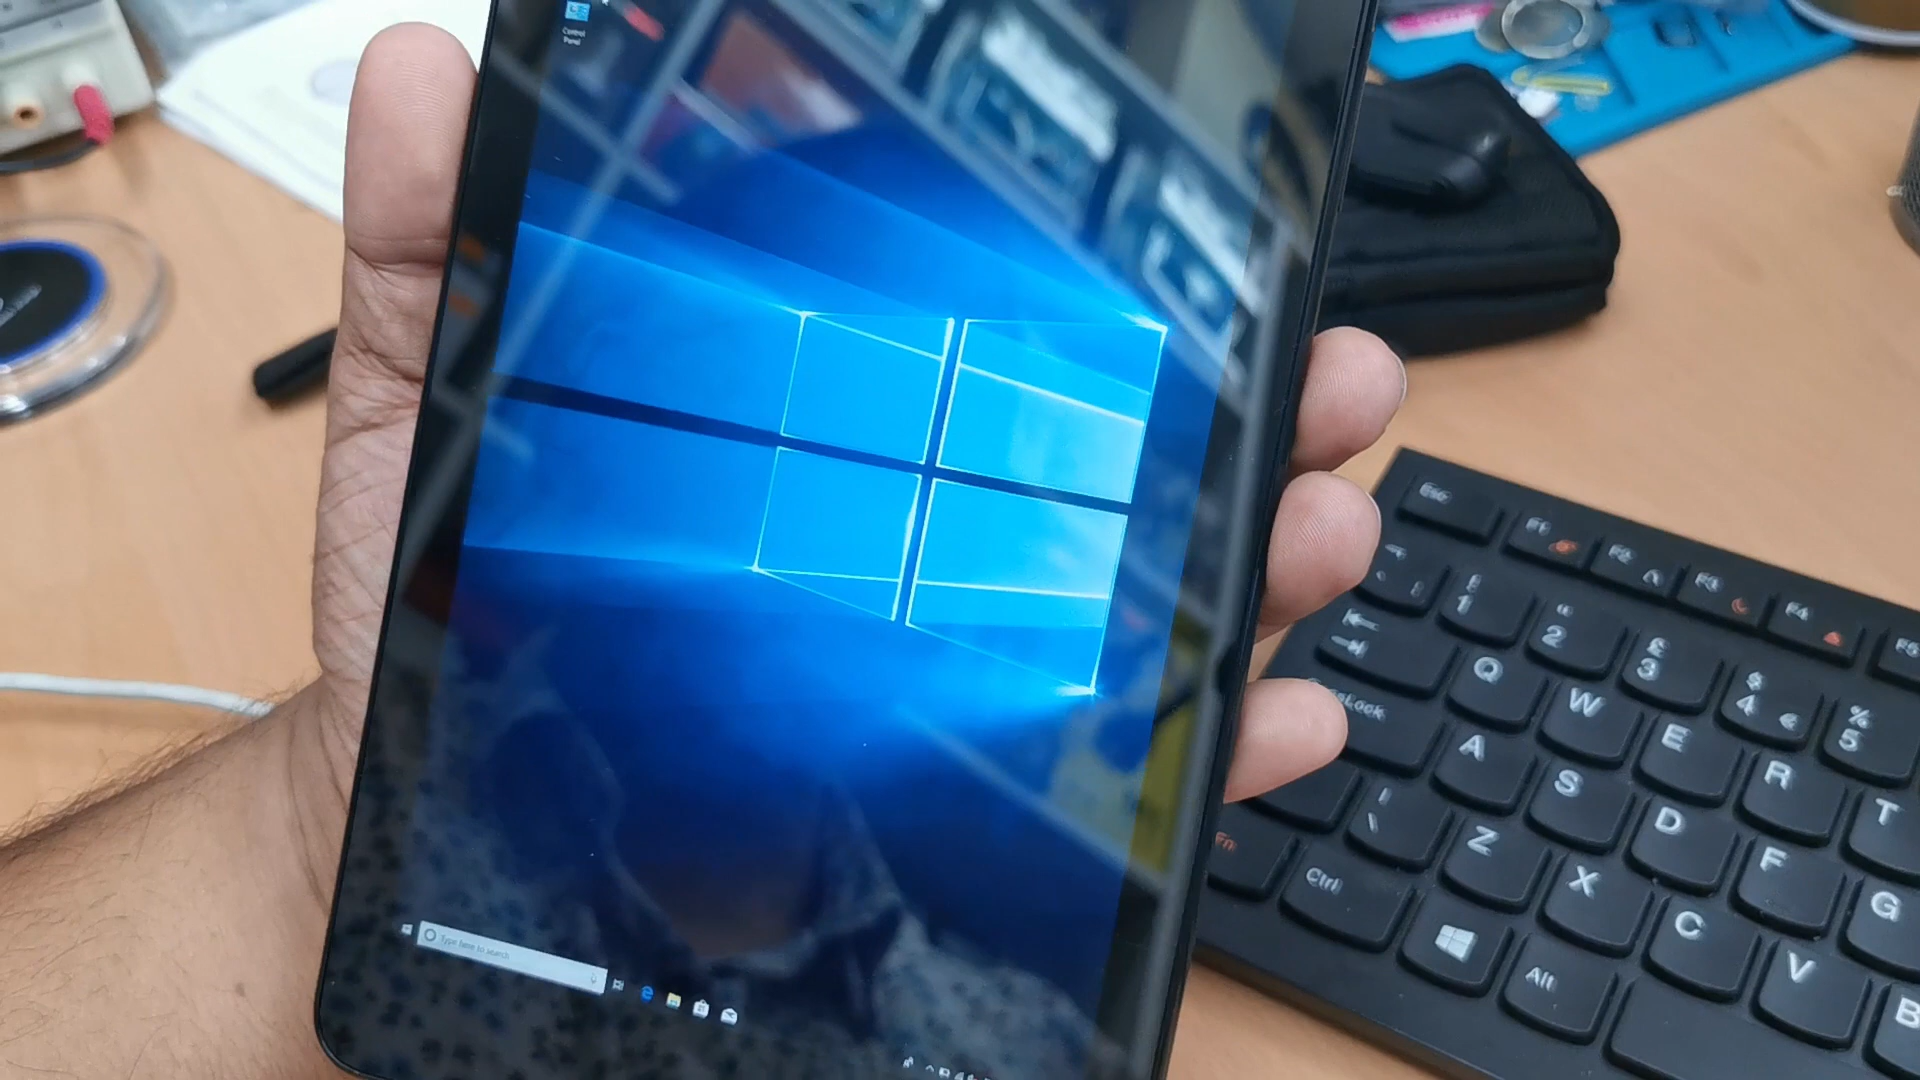 Control
Panel
Type here to search
Esc
F1
F2
F3
F4
F5
! 1
" 2
£ 3
$ 4 €
% 5
Q
W
E
R
T
A
S
D
F
G
| \
Z
X
C
V
B
Fn
Ctrl
Alt